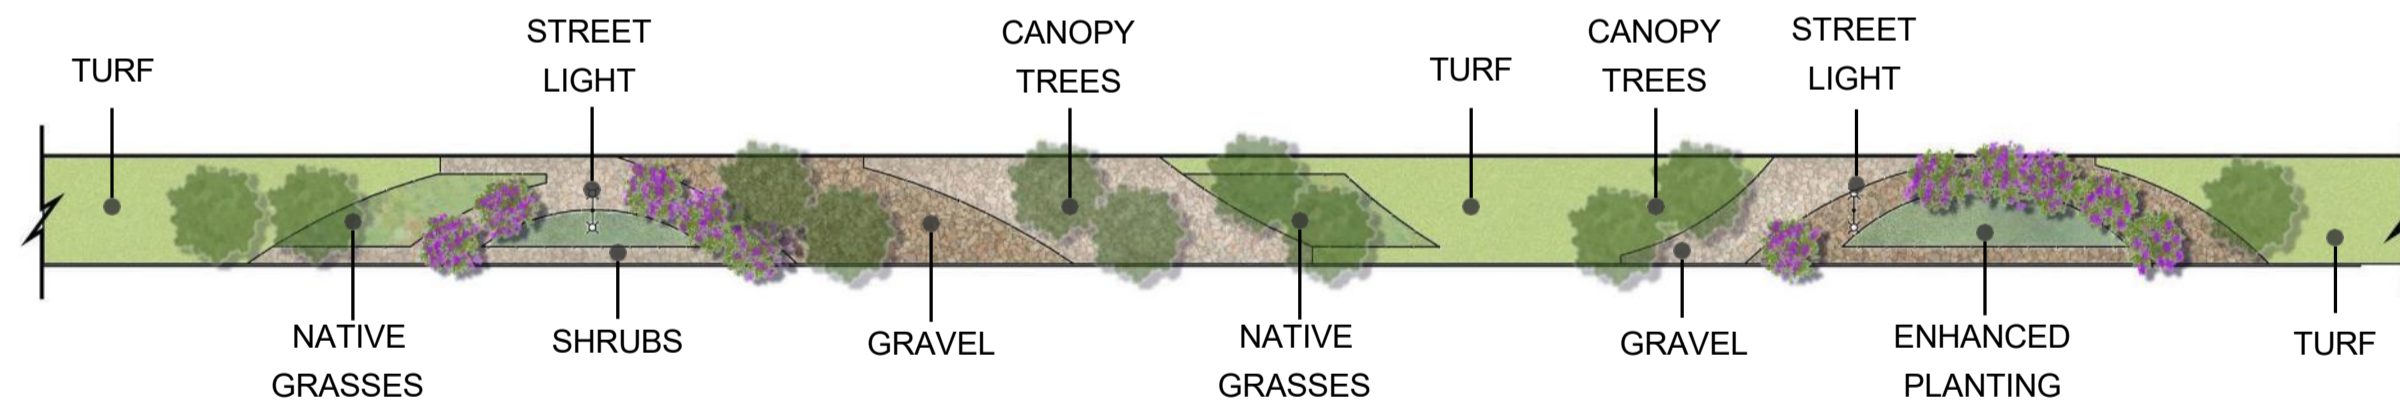 TURF
STREET
LIGHT
CANOPY
TREES
TURF
CANOPY
TREES
STREET
LIGHT
NATIVE
GRASSES
SHRUBS
GRAVEL
NATIVE
GRASSES
GRAVEL
ENHANCED
PLANTING
TURF